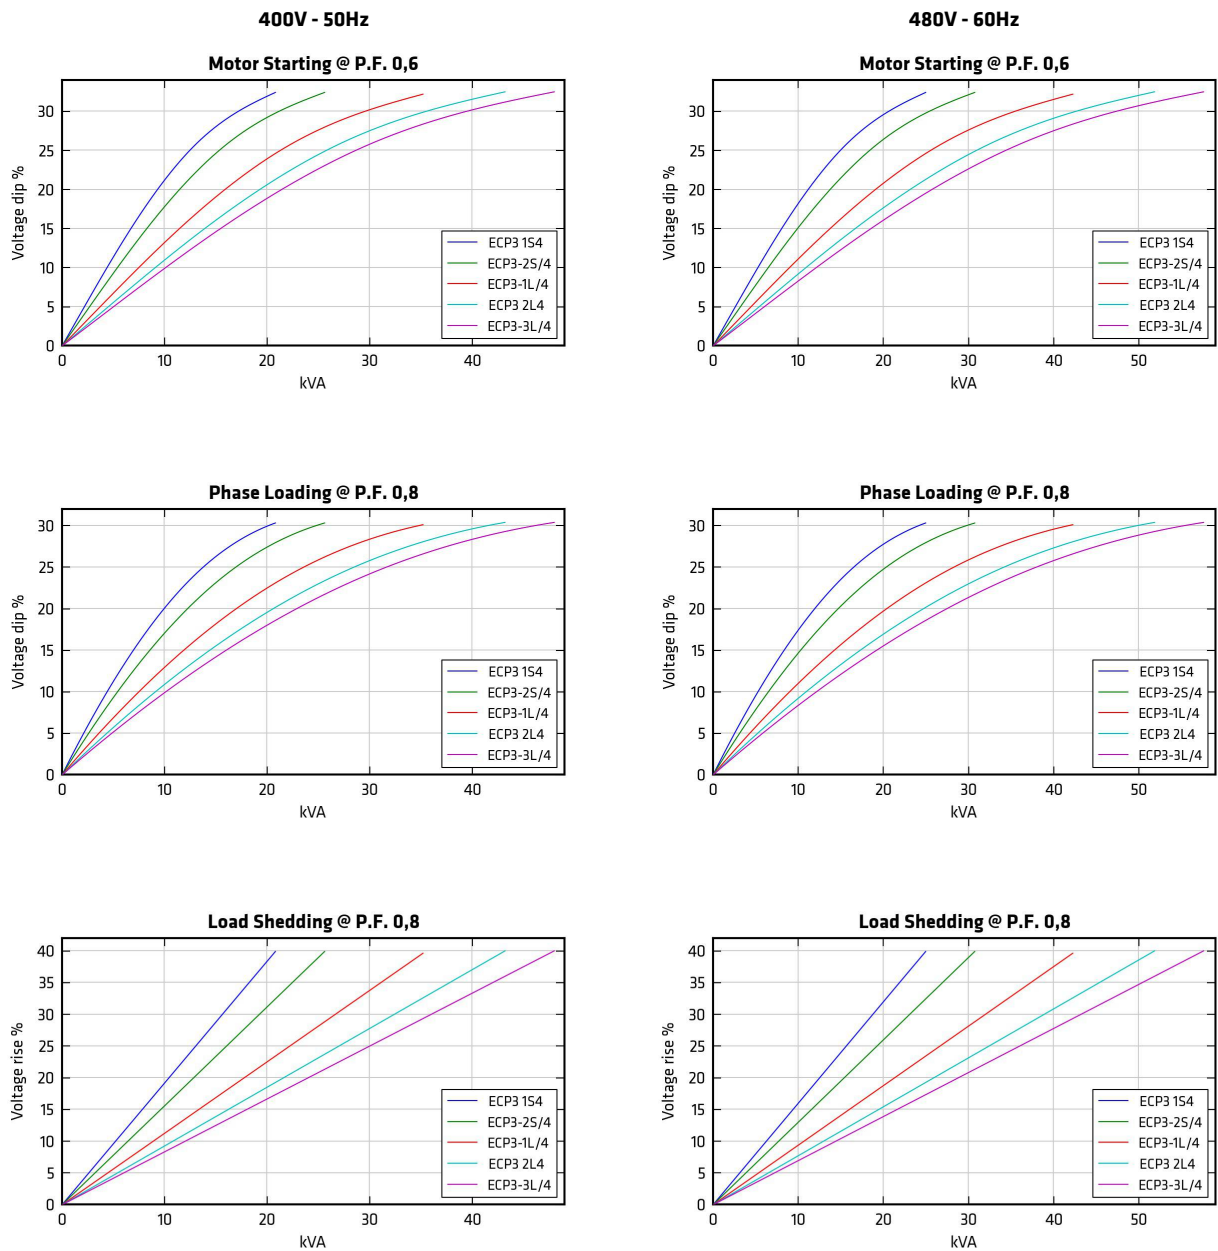 400V - 50Hz
480V - 60Hz
Motor Starting @ P.F. 0,6
Voltage dip %
30
25
20
15
10
5
0
0 10 20 30 40
kVA
ECP3 1S4
ECP3-2S/4
ECP3-1L/4
ECP3 2L4
ECP3-3L/4
Motor Starting @ P.F. 0,6
Voltage dip %
30
25
20
15
10
5
0
0 10 20 30 40 50
kVA
ECP3 1S4
ECP3-2S/4
ECP3-1L/4
ECP3 2L4
ECP3-3L/4
Phase Loading @ P.F. 0,8
Voltage dip %
30
25
20
15
10
5
0
0 10 20 30 40
kVA
ECP3 1S4
ECP3-2S/4
ECP3-1L/4
ECP3 2L4
ECP3-3L/4
Phase Loading @ P.F. 0,8
Voltage dip %
30
25
20
15
10
5
0
0 10 20 30 40 50
kVA
ECP3 1S4
ECP3-2S/4
ECP3-1L/4
ECP3 2L4
ECP3-3L/4
Load Shedding @ P.F. 0,8
Voltage rise %
40
35
30
25
20
15
10
5
0
0 10 20 30 40
kVA
ECP3 1S4
ECP3-2S/4
ECP3-1L/4
ECP3 2L4
ECP3-3L/4
Load Shedding @ P.F. 0,8
Voltage rise %
40
35
30
25
20
15
10
5
0
0 10 20 30 40 50
kVA
ECP3 1S4
ECP3-2S/4
ECP3-1L/4
ECP3 2L4
ECP3-3L/4